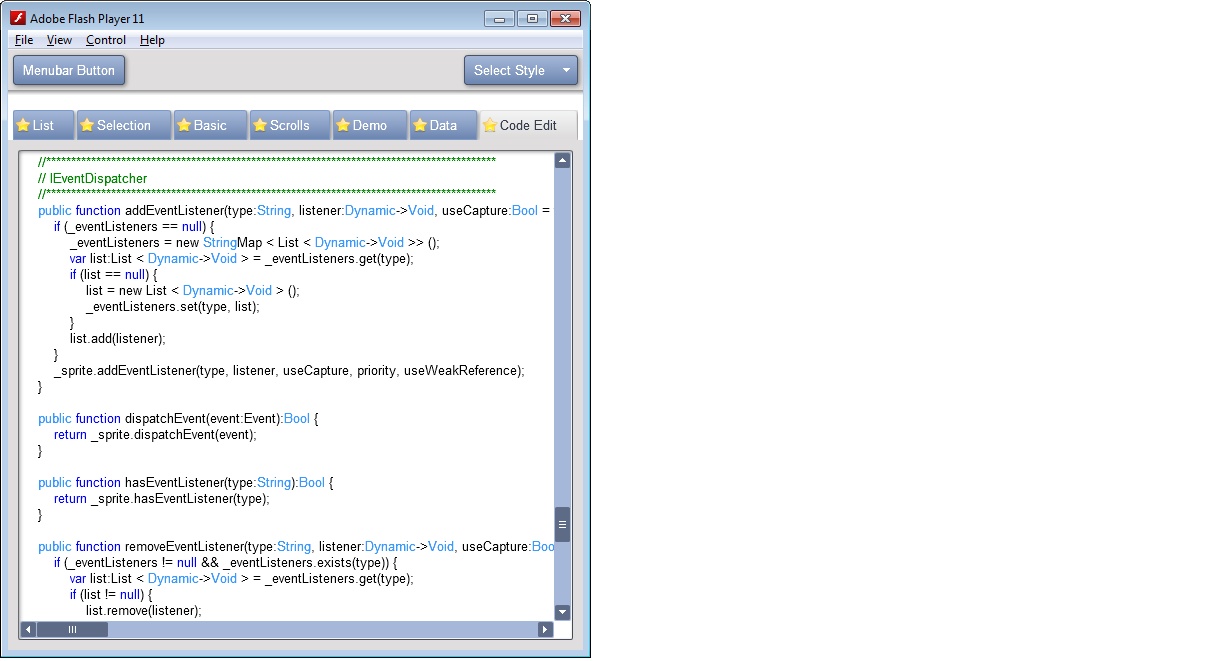 Adobe Flash Player 11
File View Control Help
Menubar Button Select Style
List Selection Basic Scrolls Demo Data Code Edit
//******************************************************************************************
// IEventDispatcher
//******************************************************************************************
public function addEventListener(type:String, listener:Dynamic->Void, useCapture:Bool =
if (_eventListeners == null) {
_eventListeners = new StringMap < List < Dynamic->Void >> ();
var list:List < Dynamic->Void > = _eventListeners.get(type);
if (list == null) {
list = new List < Dynamic->Void > ();
_eventListeners.set(type, list);
}
list.add(listener);
}
_sprite.addEventListener(type, listener, useCapture, priority, useWeakReference);
}
public function dispatchEvent(event:Event):Bool {
return _sprite.dispatchEvent(event);
}
public function hasEventListener(type:String):Bool {
return _sprite.hasEventListener(type);
}
public function removeEventListener(type:String, listener:Dynamic->Void, useCapture:Boo
if (_eventListeners != null && _eventListeners.exists(type)) {
var list:List < Dynamic->Void > = _eventListeners.get(type);
if (list != null) {
list.remove(listener);